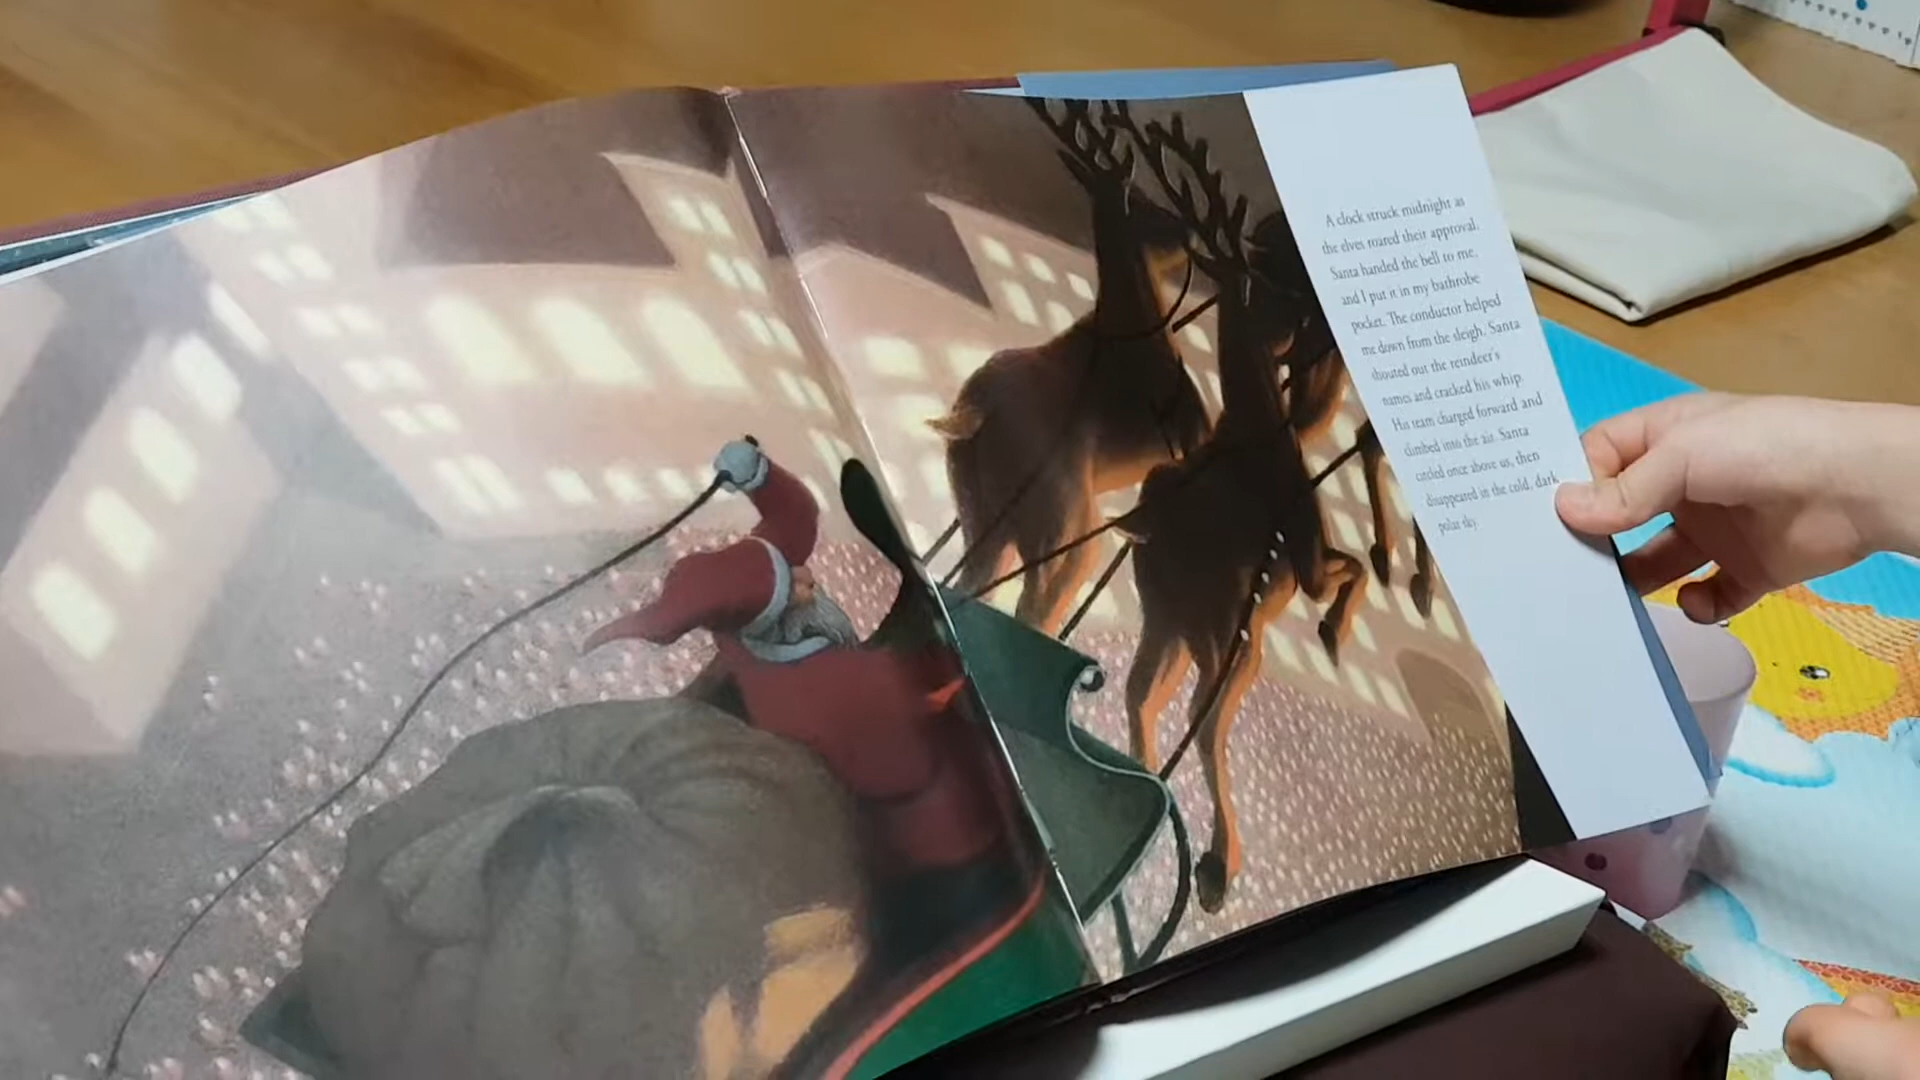 A clock struck midnight as
the elves roared their approval.
Santa handed the bell to me,
and I put it in my bathrobe
pocket. The conductor helped
me down from the sleigh. Santa
shouted out the reindeer's
names and cracked his whip.
His team charged forward and
climbed into the air. Santa
circled once above us, then
disappeared in the cold, dark
polar sky.